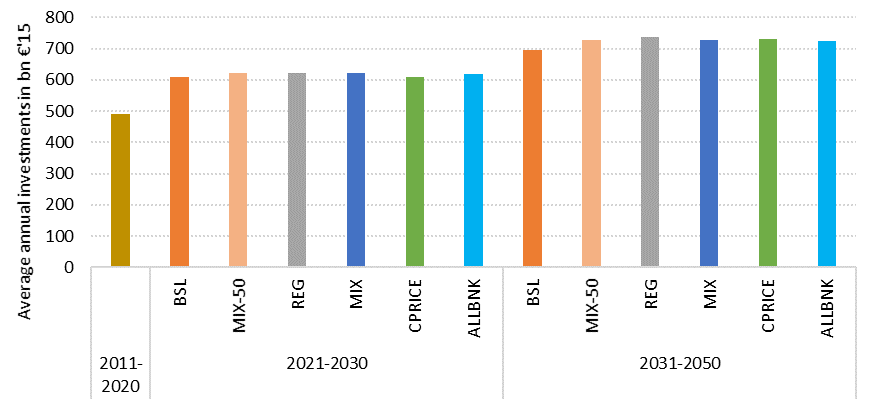 Average annual investments in bn €'15
800
700
600
500
400
300
200
100
0
BSL
MIX-50
REG
MIX
CPRICE
ALLBNK
BSL
MIX-50
REG
MIX
CPRICE
ALLBNK
2011-
2020
2021-2030
2031-2050